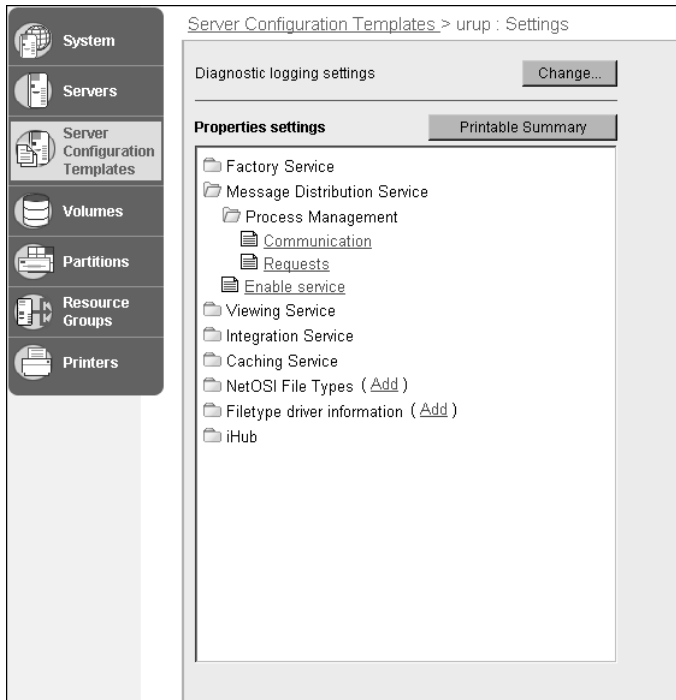 System
Servers
Server
Configuration
Templates
Volumes
Partitions
Resource
Groups
Printers
Server Configuration Templates > urup : Settings
Diagnostic logging settings
Change...
Properties settings
Printable Summary
Factory Service
Message Distribution Service
Process Management
Communication
Requests
Enable service
Viewing Service
Integration Service
Caching Service
NetOSI File Types ( Add )
Filetype driver information ( Add )
iHub